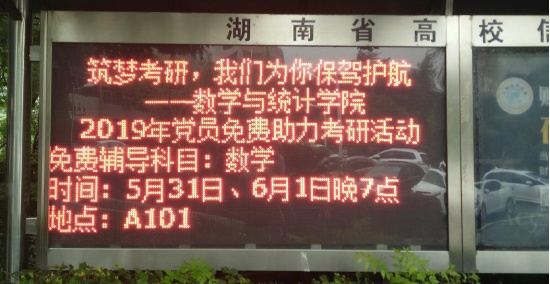 湖南省高校信
筑梦考研，我们为你保驾护航
——数学与统计学院
2019年党员免费助力考研活动
免费辅导科目：数学
时间：5月31日、6月1日晚7点
地点：A101